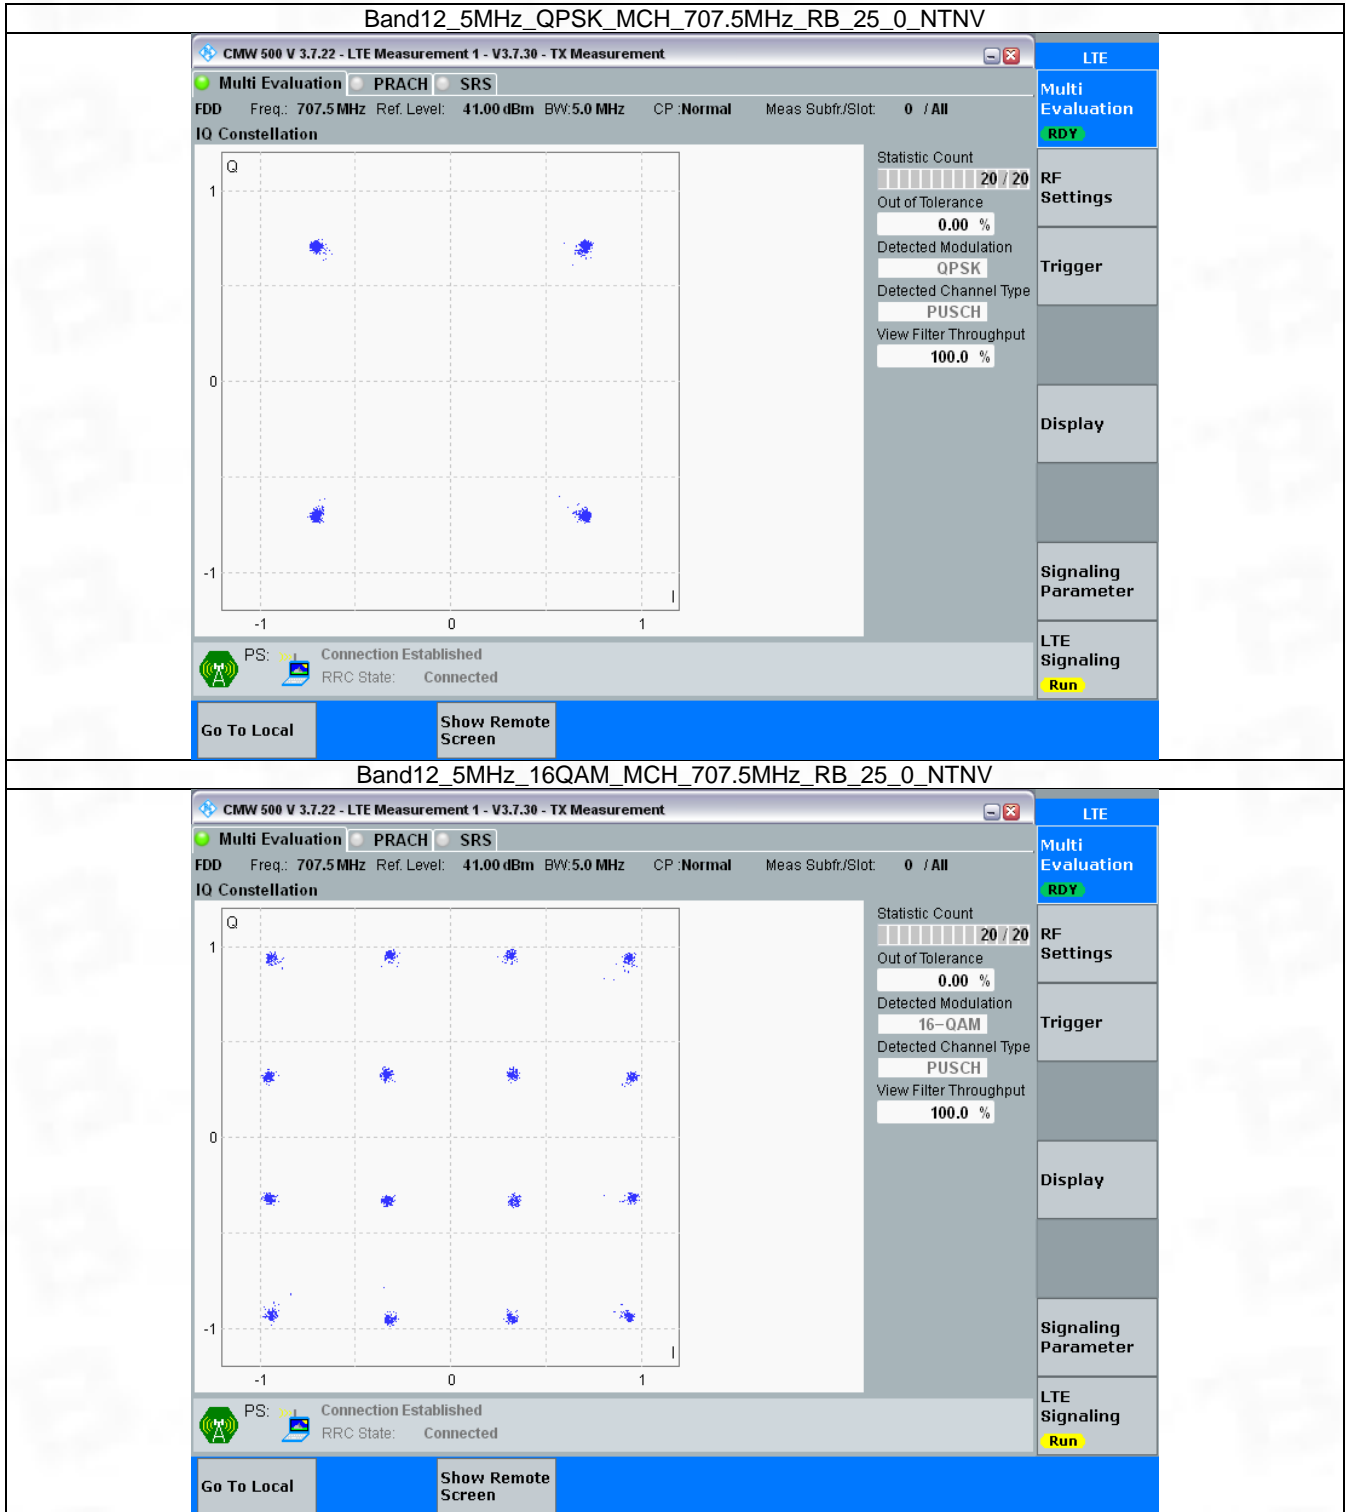 Band12_5MHz_QPSK_MCH_707.5MHz_RB_25_0_NTNV
CMW 500 V 3.7.22 - LTE Measurement 1 - V3.7.30 - TX Measurement
LTE
Multi Evaluation PRACH SRS
Multi
Evaluation
RDY
FDD Freq.: 707.5 MHz Ref. Level: 41.00 dBm BW: 5.0 MHz CP : Normal Meas Subfr./Slot: 0 / All
IQ Constellation
Q
1
0
-1
I
-1 0 1
Statistic Count
20 / 20
Out of Tolerance
0.00 %
Detected Modulation
QPSK
Detected Channel Type
PUSCH
View Filter Throughput
100.0 %
RF
Settings
Trigger
Display
Signaling
Parameter
LTE
Signaling
Run
PS: Connection Established
RRC State: Connected
Go To Local
Show Remote
Screen
Band12_5MHz_16QAM_MCH_707.5MHz_RB_25_0_NTNV
CMW 500 V 3.7.22 - LTE Measurement 1 - V3.7.30 - TX Measurement
LTE
Multi Evaluation PRACH SRS
Multi
Evaluation
RDY
FDD Freq.: 707.5 MHz Ref. Level: 41.00 dBm BW: 5.0 MHz CP : Normal Meas Subfr./Slot: 0 / All
IQ Constellation
Q
1
0
-1
I
-1 0 1
Statistic Count
20 / 20
Out of Tolerance
0.00 %
Detected Modulation
16-QAM
Detected Channel Type
PUSCH
View Filter Throughput
100.0 %
RF
Settings
Trigger
Display
Signaling
Parameter
LTE
Signaling
Run
PS: Connection Established
RRC State: Connected
Go To Local
Show Remote
Screen